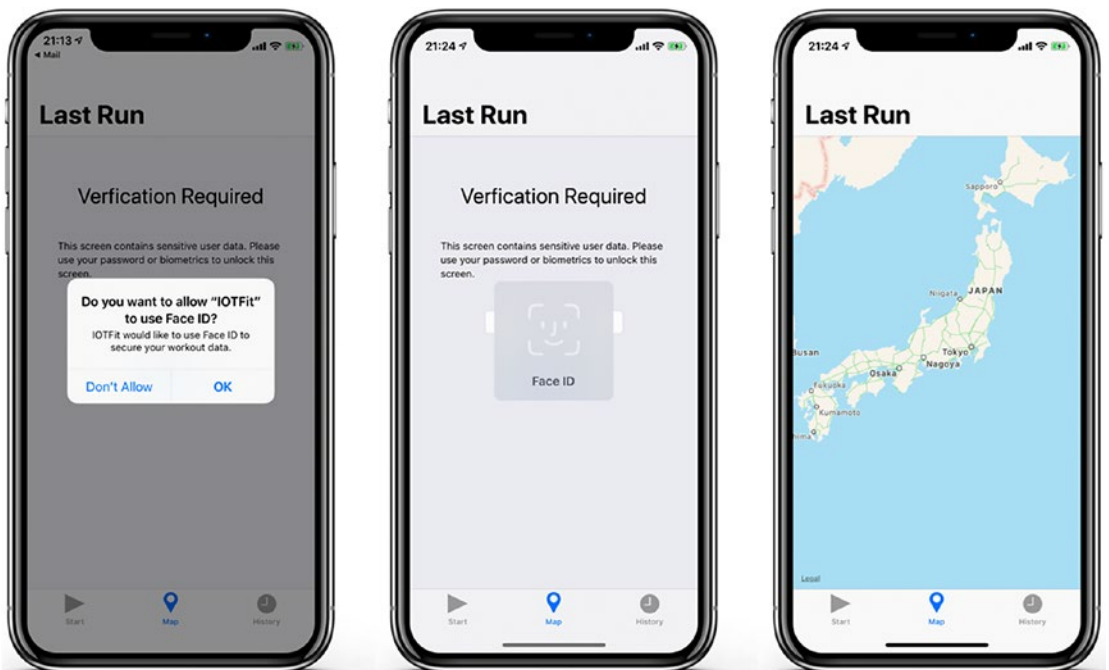 21:13
Mail
Last Run
Verfication Required
This screen contains sensitive user data. Please
use your password or biometrics to unlock this
screen.
Do you want to allow “IOTFit”
to use Face ID?
IOTFit would like to use Face ID to
secure your workout data.
Don't Allow
OK
Start
Map
History
21:24
Last Run
Verfication Required
This screen contains sensitive user data. Please
use your password or biometrics to unlock this
screen.
Face ID
Start
Map
History
21:24
Last Run
Sapporo
Niigata
JAPAN
Busan
Tokyo
Nagoya
Osaka
Fukuoka
Kumamoto
hima
Legal
Start
Map
History